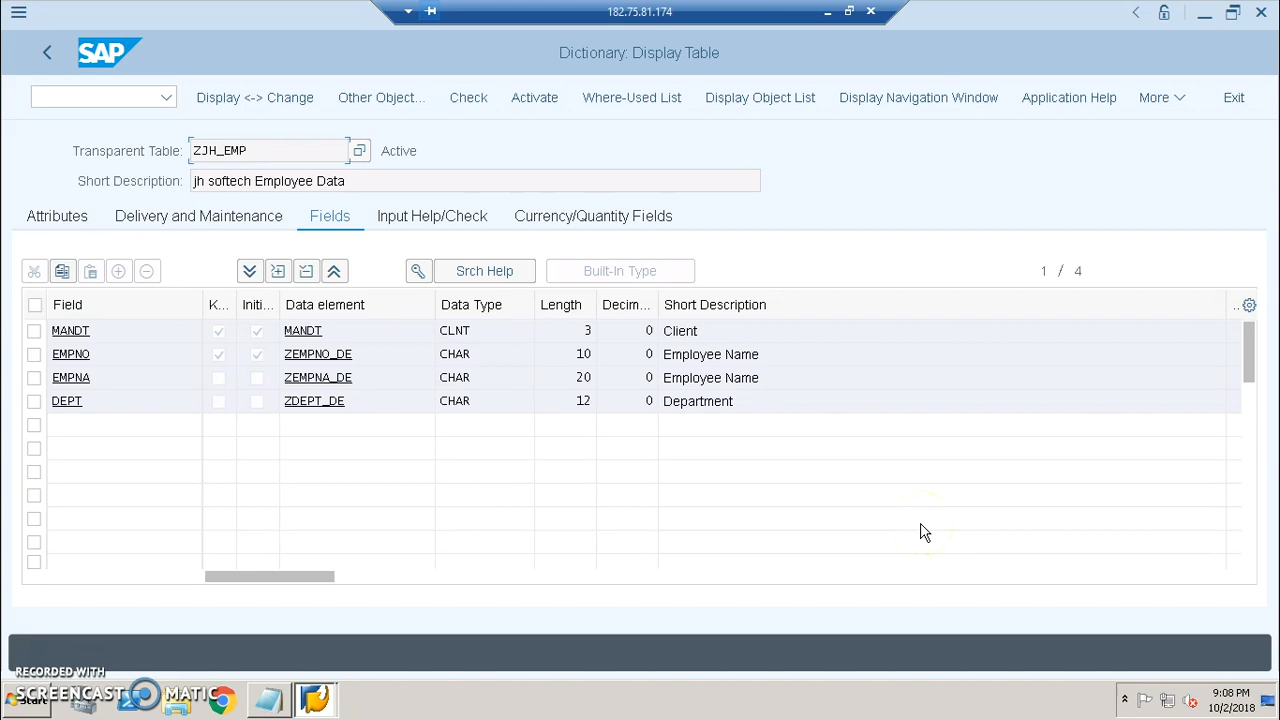 182.75.81.174
SAP Dictionary: Display Table
Display <-> Change Other Object... Check Activate Where-Used List Display Object List Display Navigation Window Application Help More Exit
Transparent Table: ZJH_EMP Active
Short Description: jh softech Employee Data
Attributes Delivery and Maintenance Fields Input Help/Check Currency/Quantity Fields
Srch Help Built-In Type 1 / 4
Field K... Initi... Data element Data Type Length Decim... Short Description ..
MANDT MANDT CLNT 3 0 Client
EMPNO ZEMPNO_DE CHAR 10 0 Employee Name
EMPNA ZEMPNA_DE CHAR 20 0 Employee Name
DEPT ZDEPT_DE CHAR 12 0 Department
RECORDED WITH
SCREENCAST MATIC
Start
9:08 PM
10/2/2018